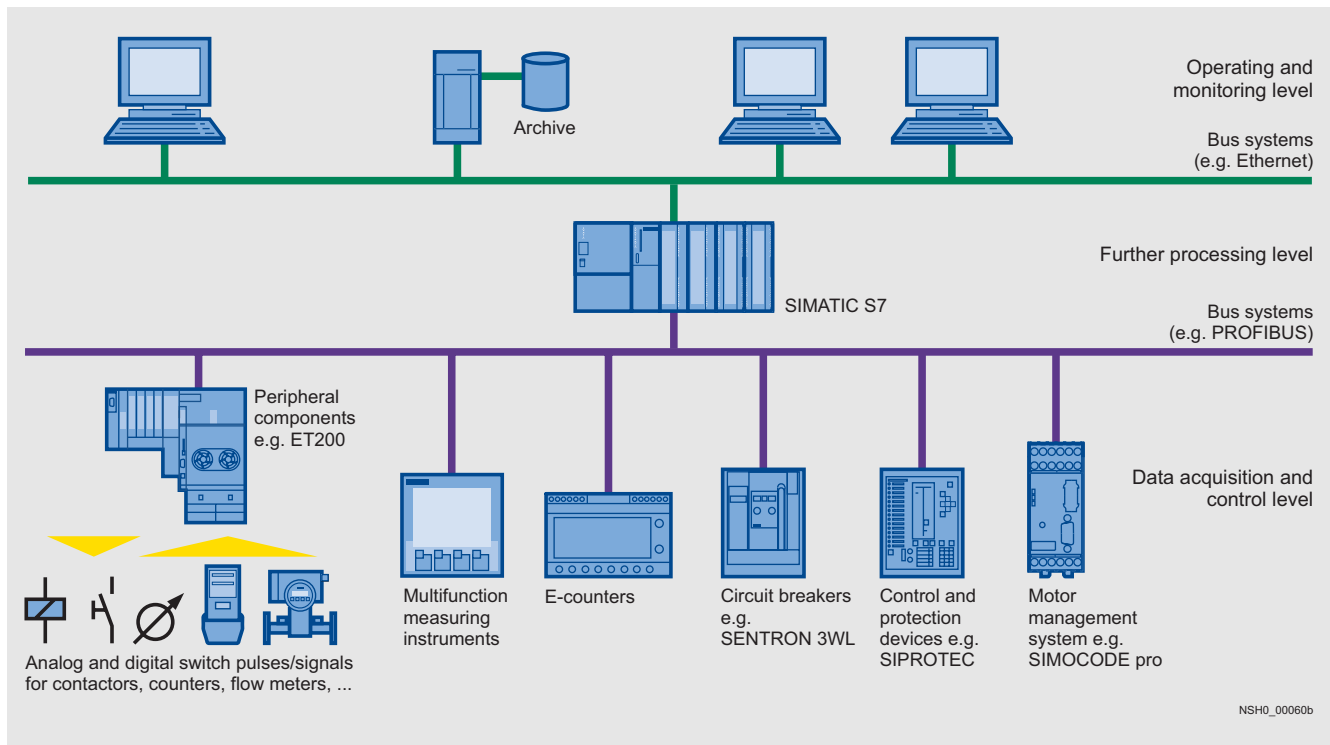 Operating and
monitoring level
Archive
Bus systems
(e.g. Ethernet)
Further processing level
SIMATIC S7
Bus systems
(e.g. PROFIBUS)
Peripheral
components
e.g. ET200
Data acquisition and
control level
Multifunction
measuring
instruments
E-counters
Circuit breakers
e.g.
SENTRON 3WL
Control and
protection
devices e.g.
SIPROTEC
Motor
management
system e.g.
SIMOCODE pro
Analog and digital switch pulses/signals
for contactors, counters, flow meters, ...
NSH0_00060b